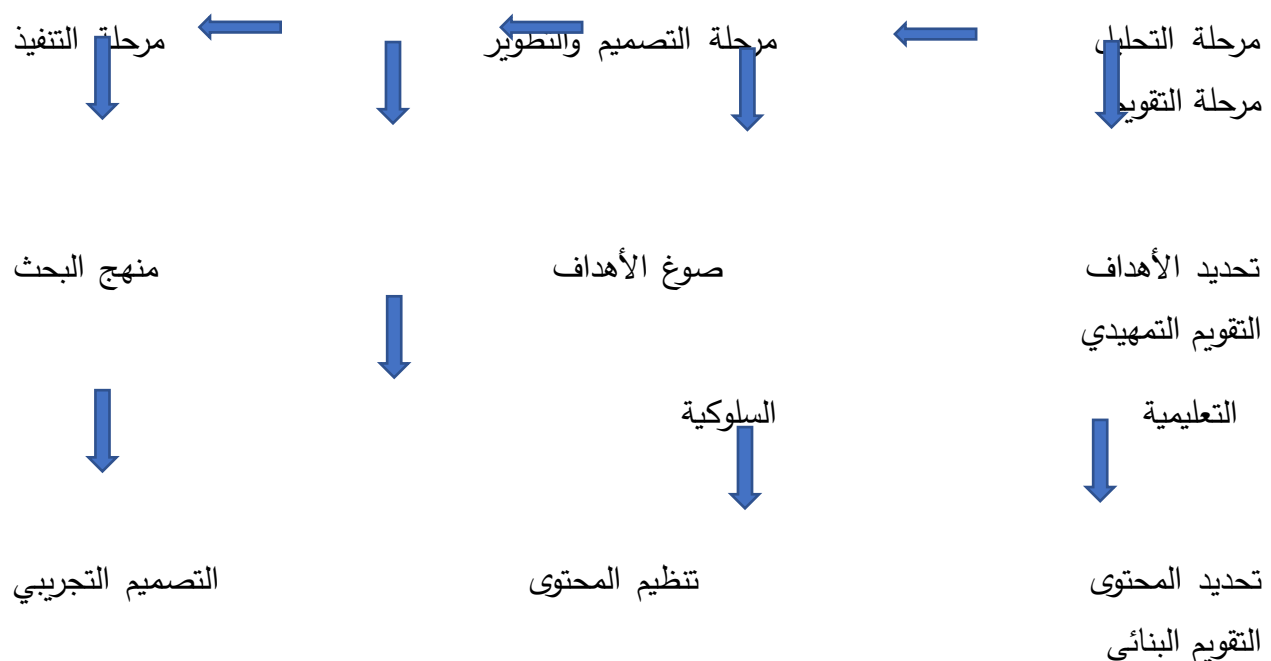 مرحلة التحليل مرحلة التصميم والتطوير مرحلة التنفيذ
مرحلة التقويم
تحديد الأهداف صوغ الأهداف منهج البحث
التقويم التمهيدي
التعليمية السلوكية
تحديد المحتوى تنظيم المحتوى التصميم التجريبي
التقويم البنائي